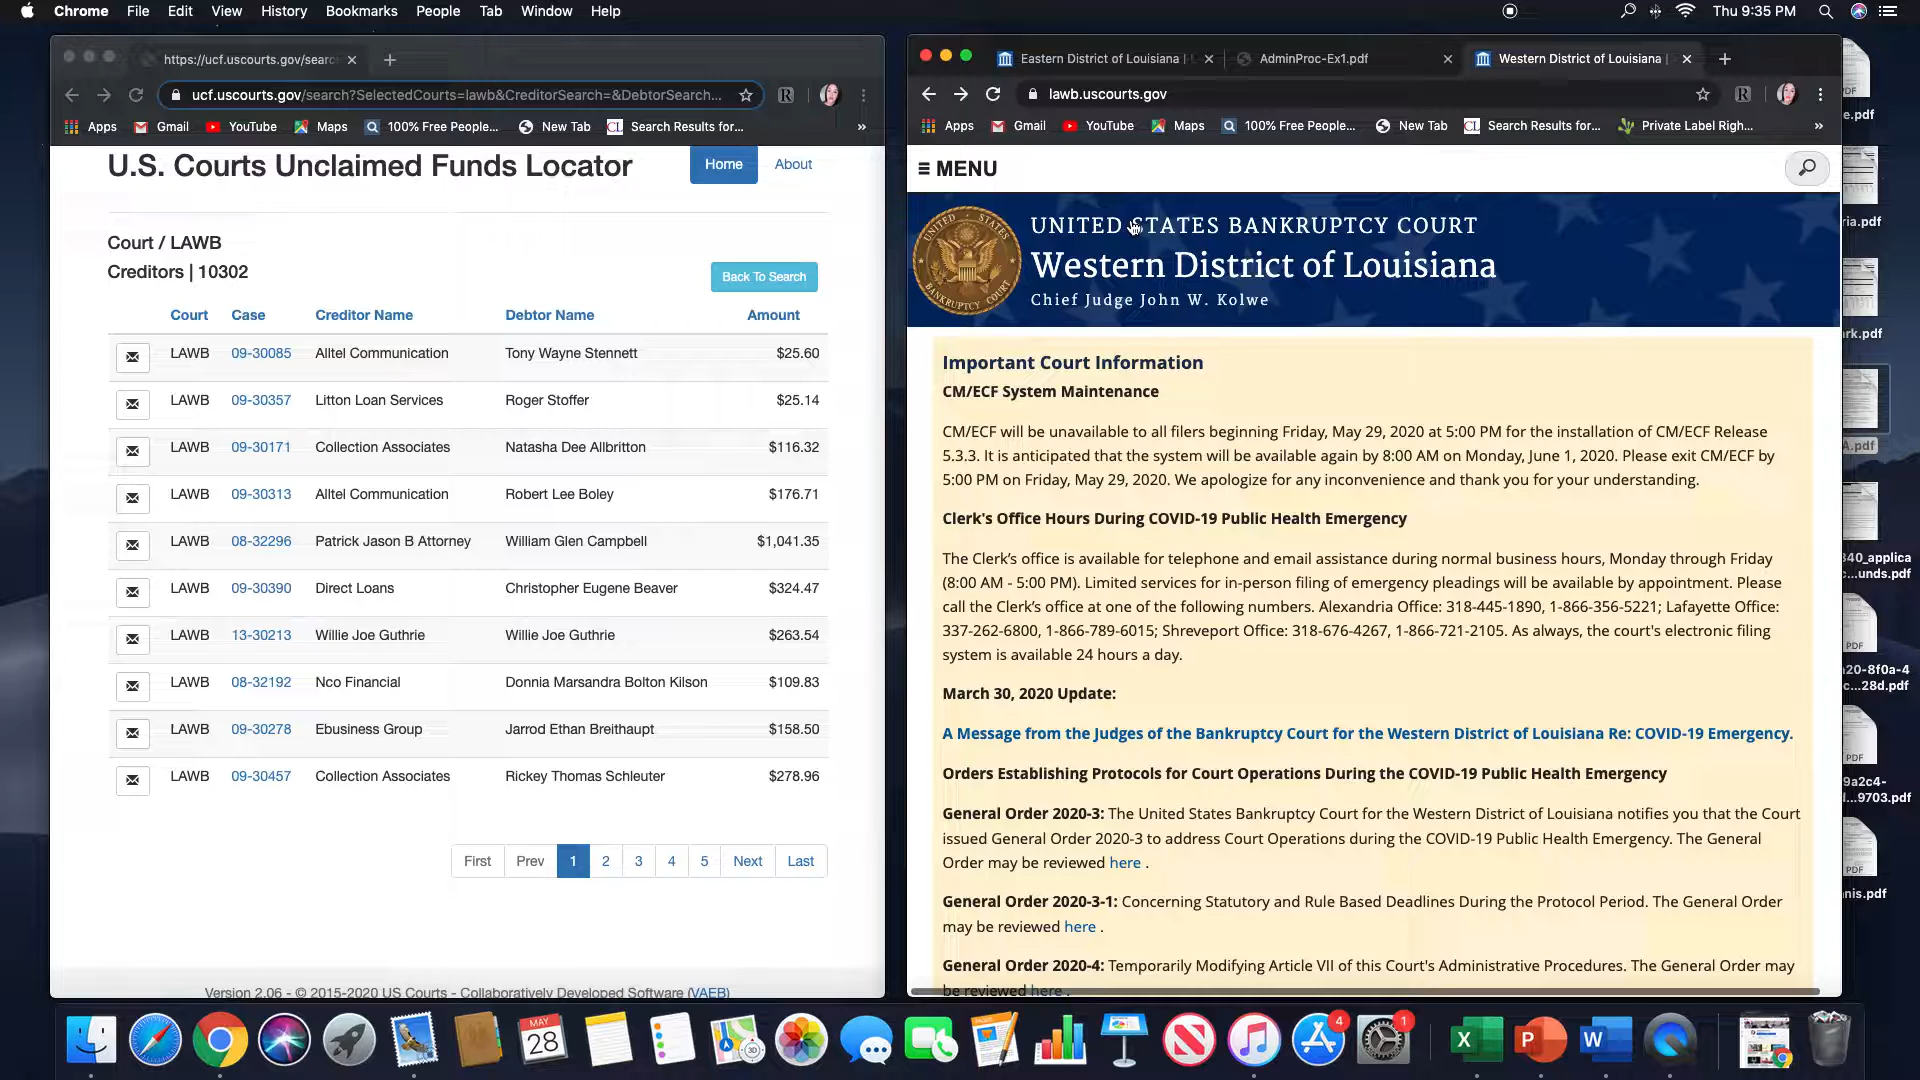 Chrome File Edit View History Bookmarks People Tab Window Help
Thu 9:35 PM
https://ucf.uscourts.gov/searc
ucf.uscourts.gov/search?SelectedCourts=lawb&CreditorSearch=&DebtorSearch...
Apps Gmail YouTube Maps 100% Free People... New Tab Search Results for... »
U.S. Courts Unclaimed Funds Locator
Home About
Court / LAWB
Creditors | 10302
Back To Search
Court Case Creditor Name Debtor Name Amount
LAWB 09-30085 Alltel Communication Tony Wayne Stennett $25.60
LAWB 09-30357 Litton Loan Services Roger Stoffer $25.14
LAWB 09-30171 Collection Associates Natasha Dee Allbritton $116.32
LAWB 09-30313 Alltel Communication Robert Lee Boley $176.71
LAWB 08-32296 Patrick Jason B Attorney William Glen Campbell $1,041.35
LAWB 09-30390 Direct Loans Christopher Eugene Beaver $324.47
LAWB 13-30213 Willie Joe Guthrie Willie Joe Guthrie $263.54
LAWB 08-32192 Nco Financial Donnia Marsandra Bolton Kilson $109.83
LAWB 09-30278 Ebusiness Group Jarrod Ethan Breithaupt $158.50
LAWB 09-30457 Collection Associates Rickey Thomas Schleuter $278.96
First Prev 1 2 3 4 5 Next Last
Version 2.06 - © 2015-2020 US Courts - Collaboratively Developed Software (VAEB)
Eastern District of Louisiana | AdminProc-Ex1.pdf Western District of Louisiana |
lawb.uscourts.gov
Apps Gmail YouTube Maps 100% Free People... New Tab Search Results for... Private Label Righ... »
≡ MENU
UNITED STATES BANKRUPTCY COURT
Western District of Louisiana
Chief Judge John W. Kolwe
Important Court Information
CM/ECF System Maintenance
CM/ECF will be unavailable to all filers beginning Friday, May 29, 2020 at 5:00 PM for the installation of CM/ECF Release
5.3.3. It is anticipated that the system will be available again by 8:00 AM on Monday, June 1, 2020. Please exit CM/ECF by
5:00 PM on Friday, May 29, 2020. We apologize for any inconvenience and thank you for your understanding.
Clerk's Office Hours During COVID-19 Public Health Emergency
The Clerk's office is available for telephone and email assistance during normal business hours, Monday through Friday
(8:00 AM - 5:00 PM). Limited services for in-person filing of emergency pleadings will be available by appointment. Please
call the Clerk's office at one of the following numbers. Alexandria Office: 318-445-1890, 1-866-356-5221; Lafayette Office:
337-262-6800, 1-866-789-6015; Shreveport Office: 318-676-4267, 1-866-721-2105. As always, the court's electronic filing
system is available 24 hours a day.
March 30, 2020 Update:
A Message from the Judges of the Bankruptcy Court for the Western District of Louisiana Re: COVID-19 Emergency.
Orders Establishing Protocols for Court Operations During the COVID-19 Public Health Emergency
General Order 2020-3: The United States Bankruptcy Court for the Western District of Louisiana notifies you that the Court
issued General Order 2020-3 to address Court Operations during the COVID-19 Public Health Emergency. The General
Order may be reviewed here .
General Order 2020-3-1: Concerning Statutory and Rule Based Deadlines During the Protocol Period. The General Order
may be reviewed here .
General Order 2020-4: Temporarily Modifying Article VII of this Court's Administrative Procedures. The General Order may
be reviewed here .
e.pdf
ria.pdf
ark.pdf
A.pdf
340_applica
c...unds.pdf
PDF
a20-8f0a-4
c...28d.pdf
PDF
9a2c4-
d...9703.pdf
PDF
nis.pdf
MAY
28
4
1